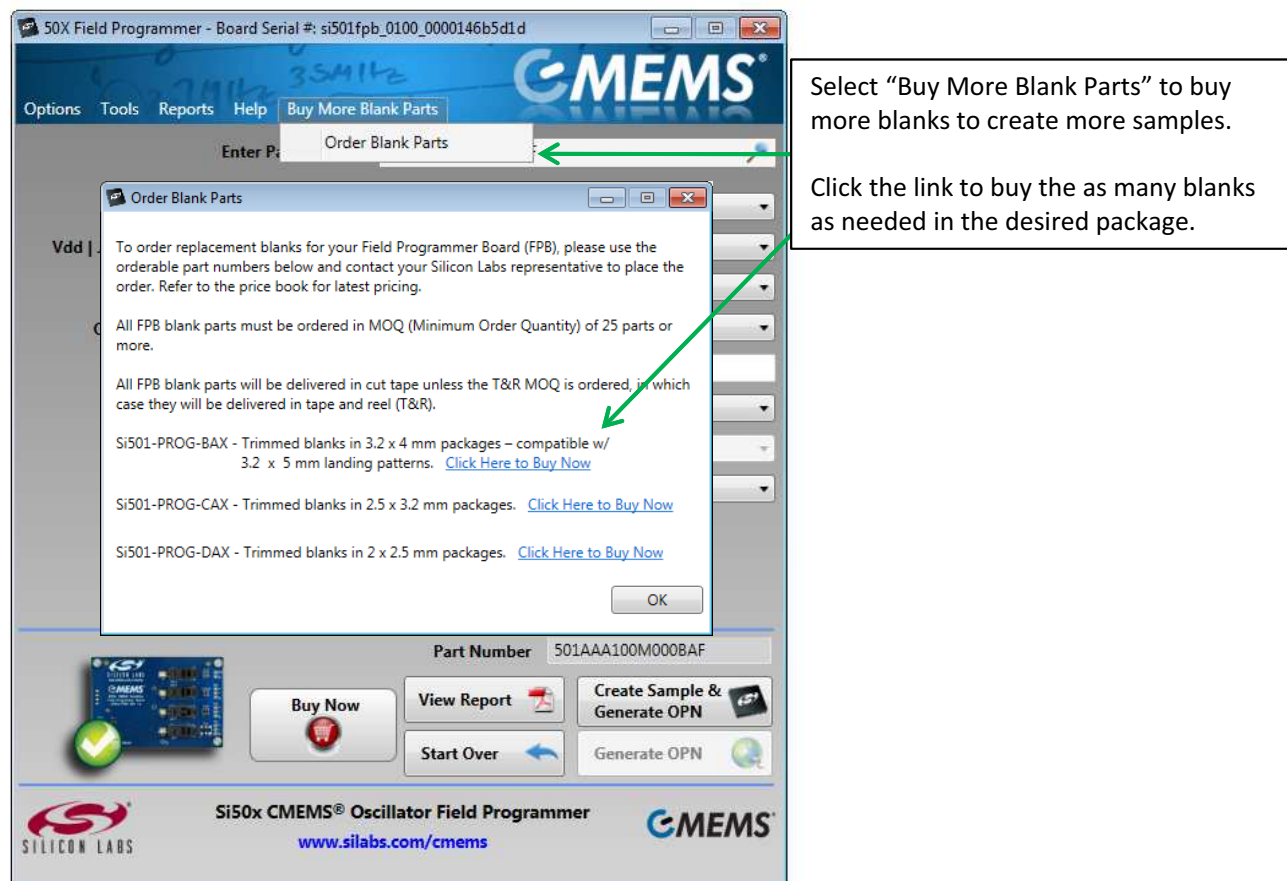 50X Field Programmer - Board Serial #: si501fpb_0100_0000146b5d1d
35MHz
CMEMS®
Options Tools Reports Help Buy More Blank Parts
Order Blank Parts
Enter
Order Blank Parts
Vdd |
To order replacement blanks for your Field Programmer Board (FPB), please use the
orderable part numbers below and contact your Silicon Labs representative to place the
order. Refer to the price book for latest pricing.
All FPB blank parts must be ordered in MOQ (Minimum Order Quantity) of 25 parts or
more.
All FPB blank parts will be delivered in cut tape unless the T&R MOQ is ordered, in which
case they will be delivered in tape and reel (T&R).
Si501-PROG-BAX - Trimmed blanks in 3.2 x 4 mm packages – compatible w/
3.2 x 5 mm landing patterns. Click Here to Buy Now
Si501-PROG-CAX - Trimmed blanks in 2.5 x 3.2 mm packages. Click Here to Buy Now
Si501-PROG-DAX - Trimmed blanks in 2 x 2.5 mm packages. Click Here to Buy Now
OK
Part Number 501AAA100M000BAF
Buy Now
View Report
Create Sample &
Generate OPN
Start Over
Generate OPN
SILICON LABS
Si50x CMEMS® Oscillator Field Programmer
www.silabs.com/cmems
CMEMS
Select “Buy More Blank Parts” to buy
more blanks to create more samples.
Click the link to buy the as many blanks
as needed in the desired package.